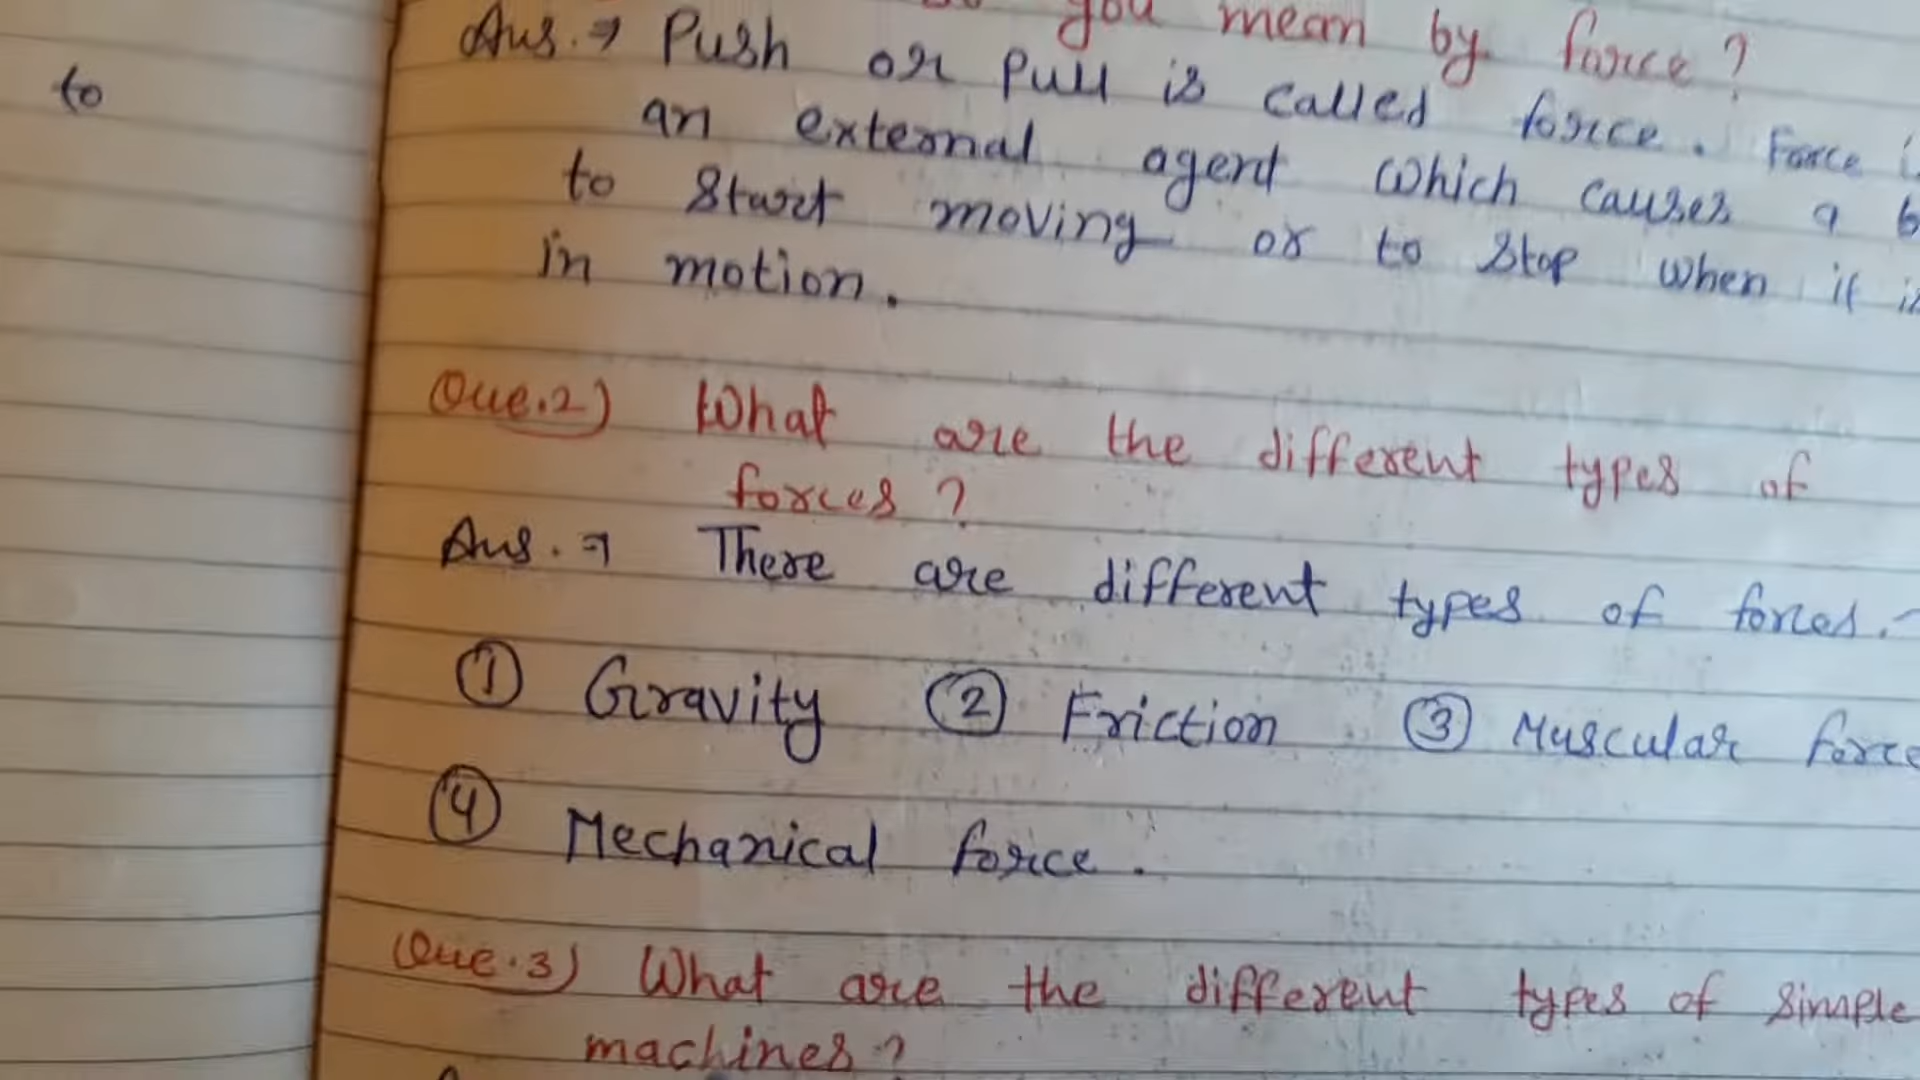 you mean by force ?
to
Ans. → Push or Pull is called force. Force
an external agent which causes a
to start moving or to stop when it
in motion.
Que.2) What are the different types of
forces ?
Ans. → There are different types of forces.-
① Gravity ② Friction ③ Muscular force
④ Mechanical force.
Que.3) What are the different types of simple
machines ?